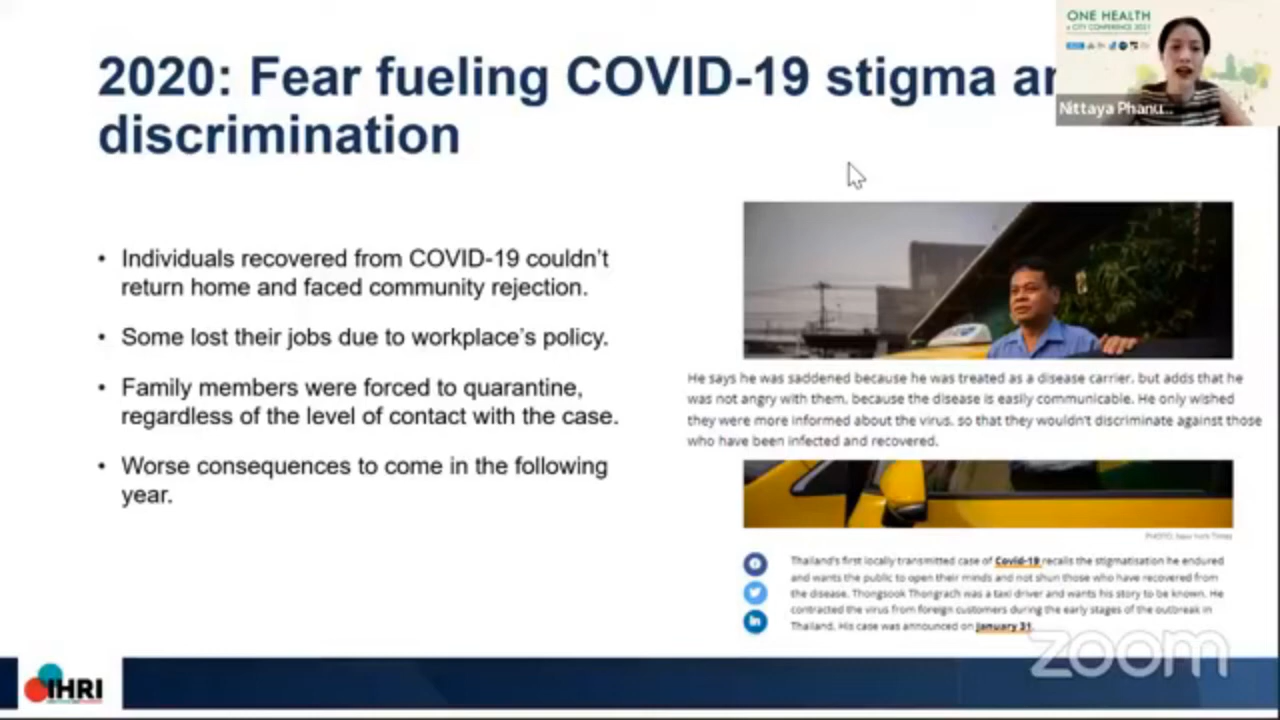 2020: Fear fueling COVID-19 stigma ar
discrimination
ONE HEALTH
CITY CONFERENCE 2021
Nittaya Phanu...
• Individuals recovered from COVID-19 couldn't
return home and faced community rejection.
• Some lost their jobs due to workplace's policy.
• Family members were forced to quarantine,
regardless of the level of contact with the case.
• Worse consequences to come in the following
year.
He says he was saddened because he was treated as a disease carrier, but adds that he
was not angry with them, because the disease is easily communicable. He only wished
they were more informed about the virus, so that they wouldn't discriminate against those
who have been infected and recovered.
PHOTO: New York Times
Thailand's first locally transmitted case of Covid-19 recalls the stigmatisation he endured
and wants the public to open their minds and not shun those who have recovered from
the disease. Thongsook Thongrach was a taxi driver and wants his story to be known. He
contracted the virus from foreign customers during the early stages of the outbreak in
Thailand. His case was announced on January 31.
zoom
IHRI